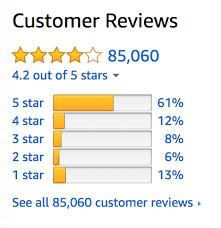 Customer Reviews
85,060
4.2 out of 5 stars
5 star 61%
4 star 12%
3 star 8%
2 star 6%
1 star 13%
See all 85,060 customer reviews